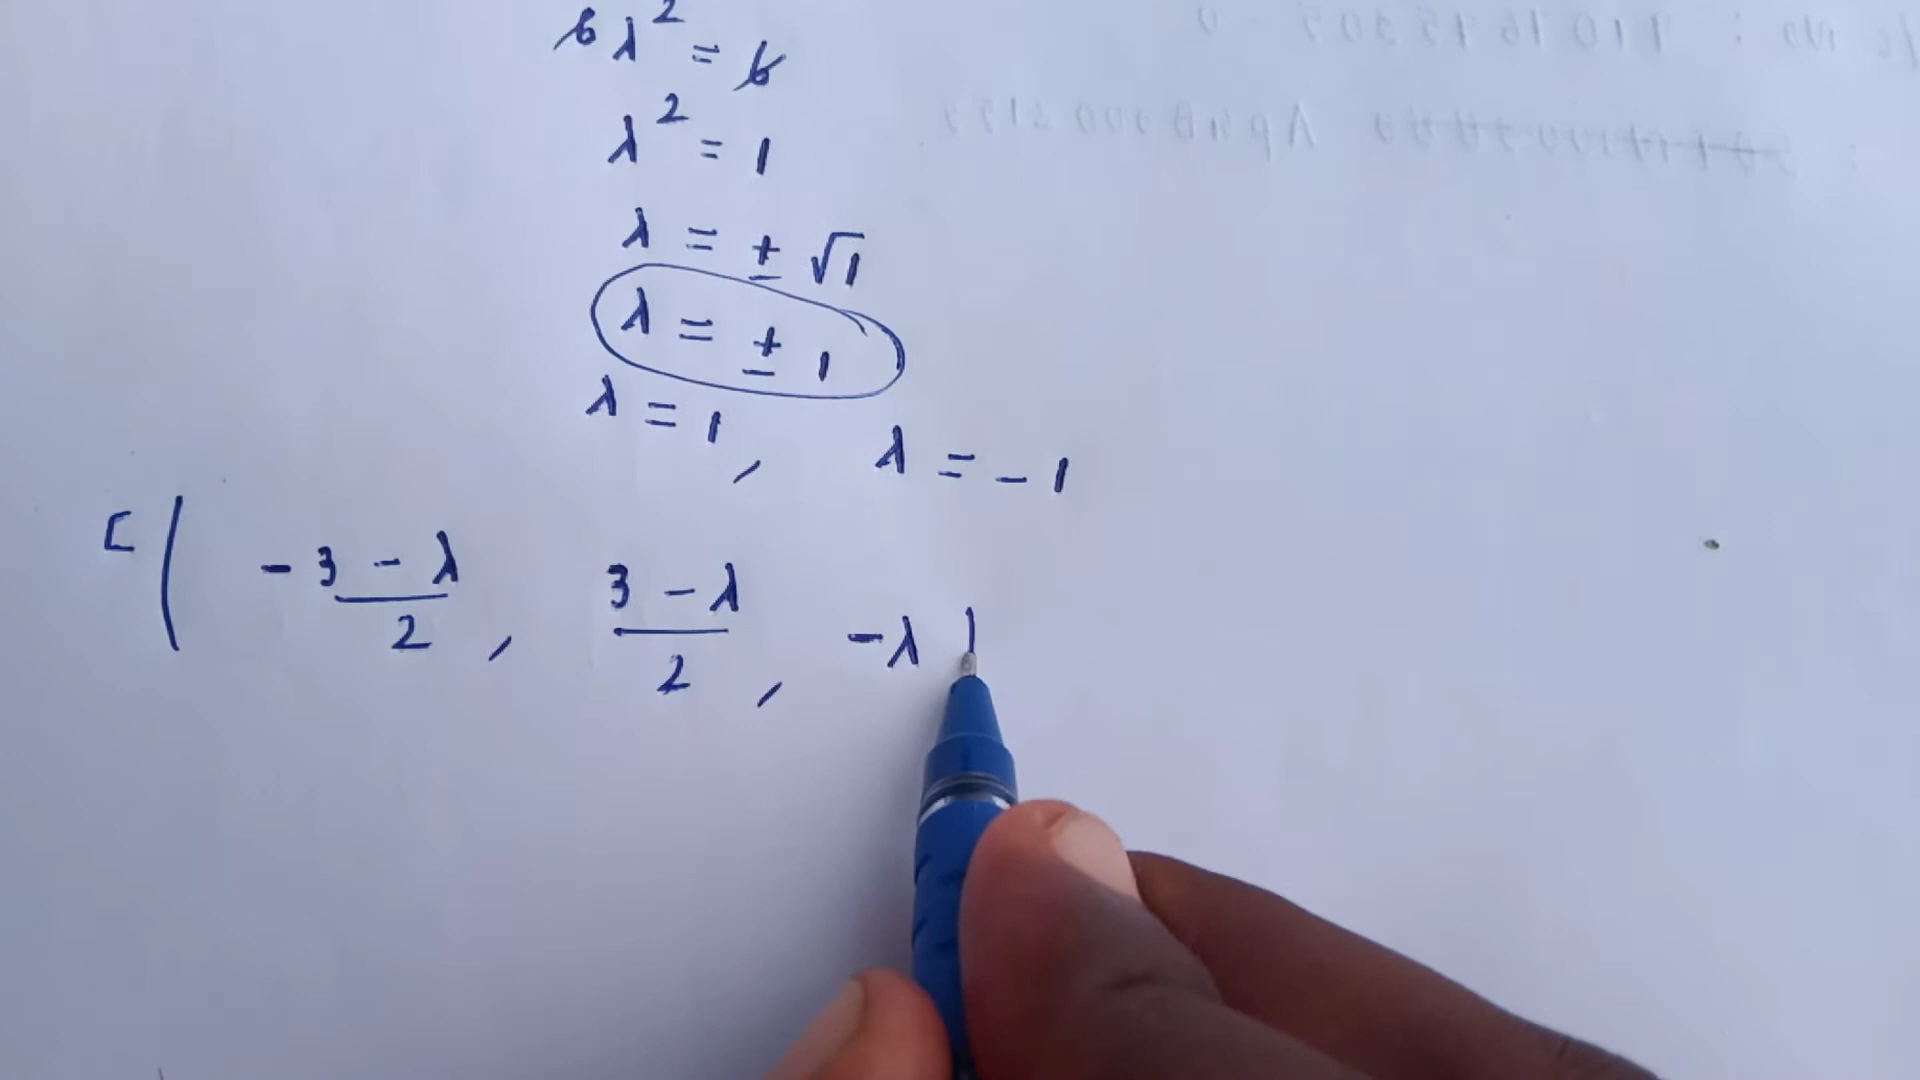 6λ² = 6
λ² = 1
λ = ± √1
λ = ± 1
λ = 1, λ = -1
[( (-3 - λ)/2, (3 - λ)/2, -λ )